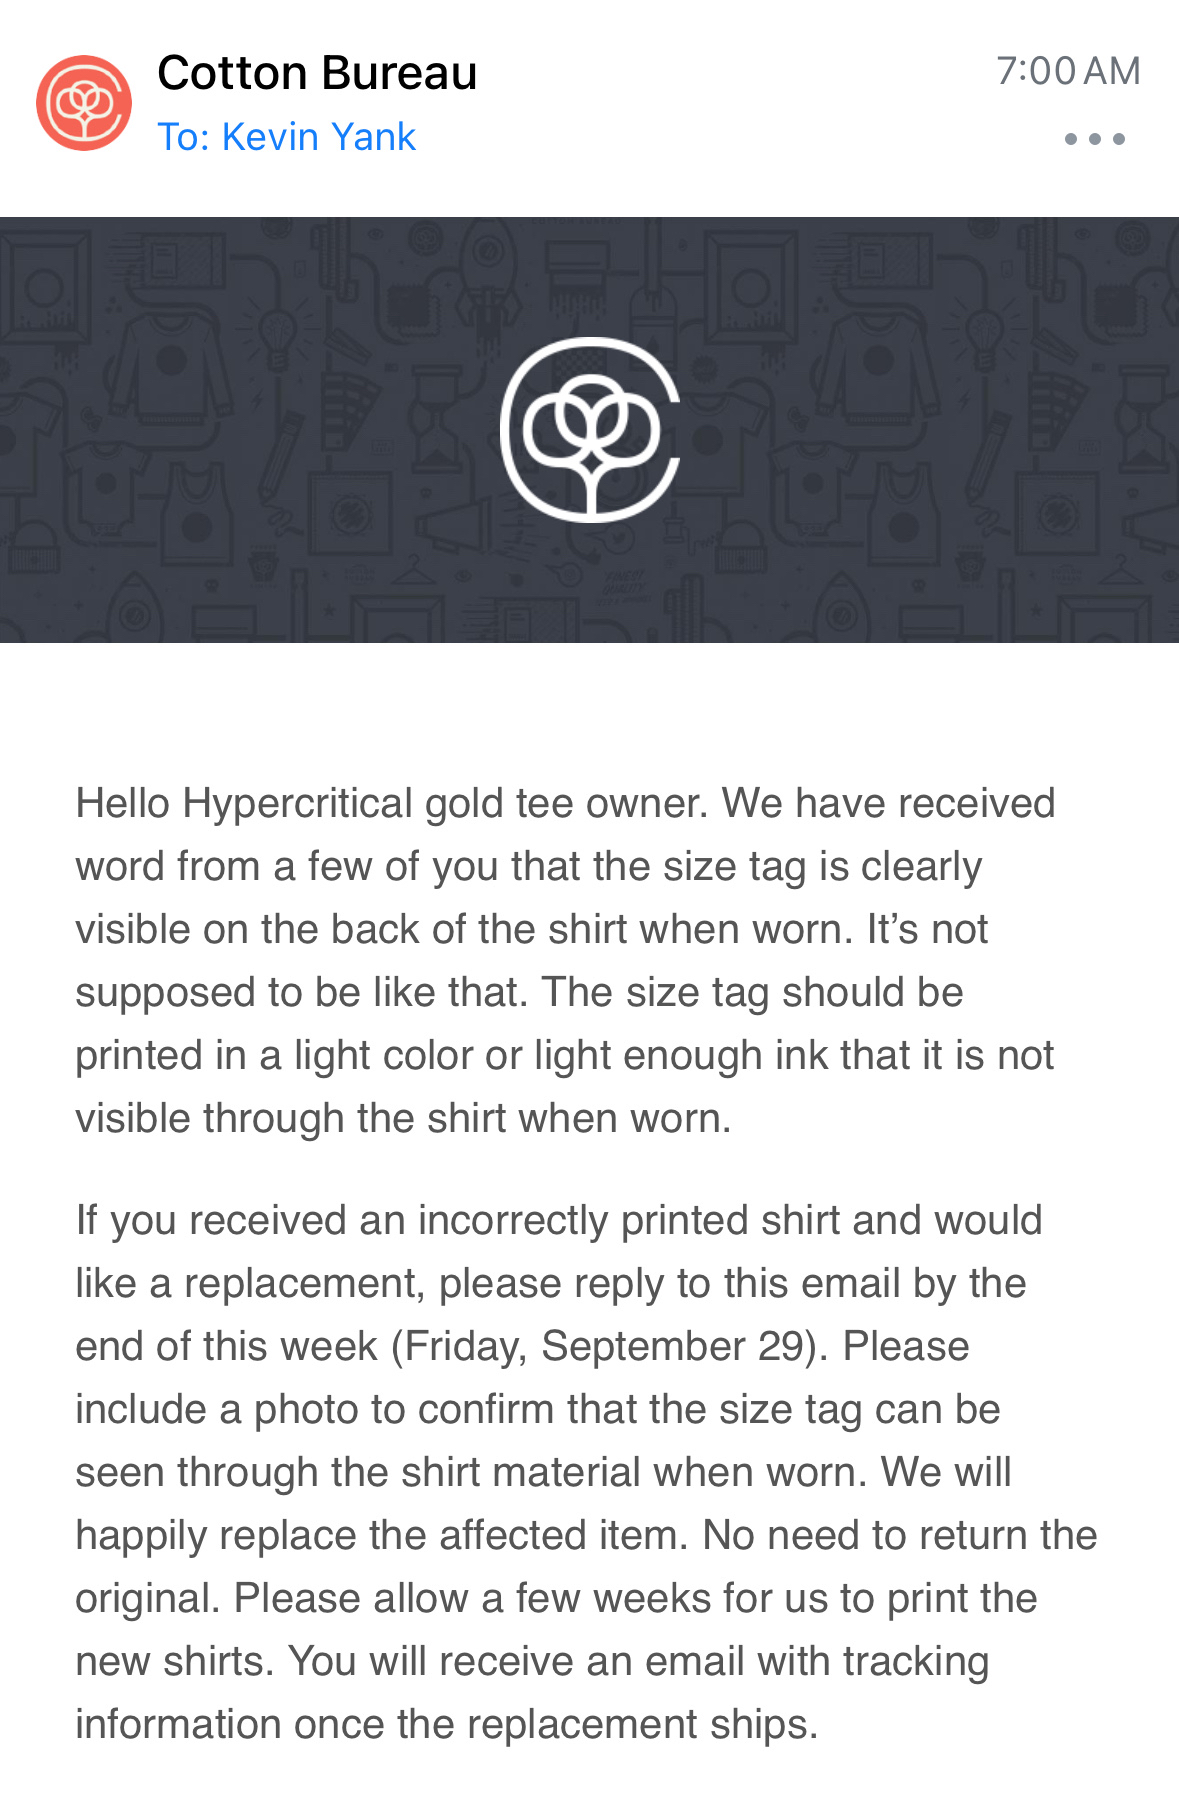 Cotton Bureau
7:00 AM
To: Kevin Yank
Hello Hypercritical gold tee owner. We have received
word from a few of you that the size tag is clearly
visible on the back of the shirt when worn. It’s not
supposed to be like that. The size tag should be
printed in a light color or light enough ink that it is not
visible through the shirt when worn.
If you received an incorrectly printed shirt and would
like a replacement, please reply to this email by the
end of this week (Friday, September 29). Please
include a photo to confirm that the size tag can be
seen through the shirt material when worn. We will
happily replace the affected item. No need to return the
original. Please allow a few weeks for us to print the
new shirts. You will receive an email with tracking
information once the replacement ships.